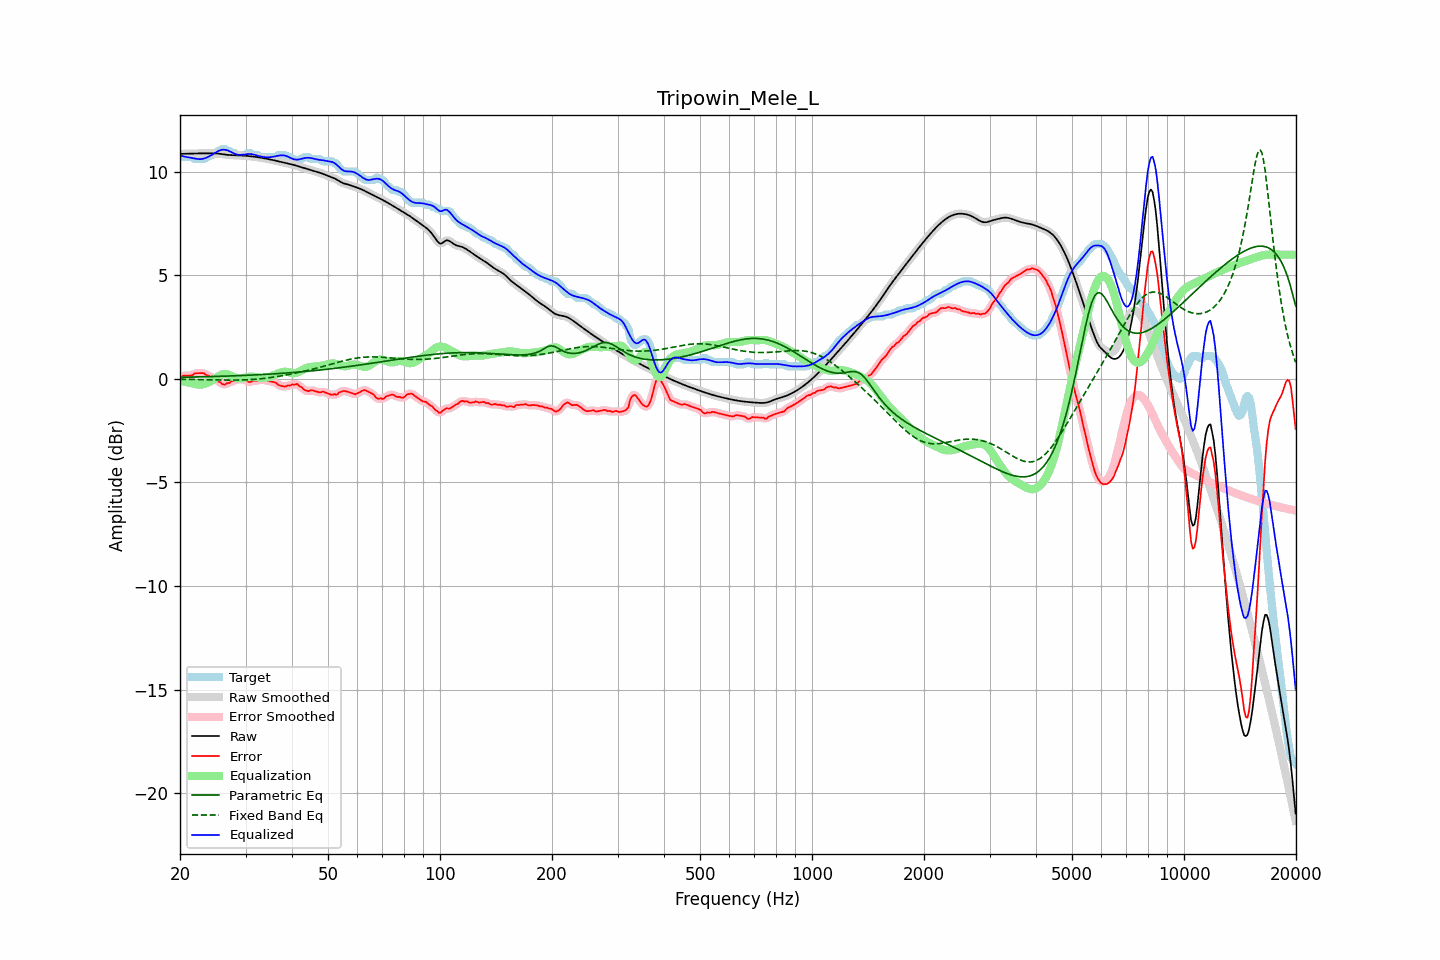 Tripowin_Mele_L
Amplitude (dBr)
10
5
0
−5
−10
−15
−20
Target
Raw Smoothed
Error Smoothed
Raw
Error
Equalization
Parametric Eq
Fixed Band Eq
Equalized
20 50 100 200 500 1000 2000 5000 10000 20000
Frequency (Hz)